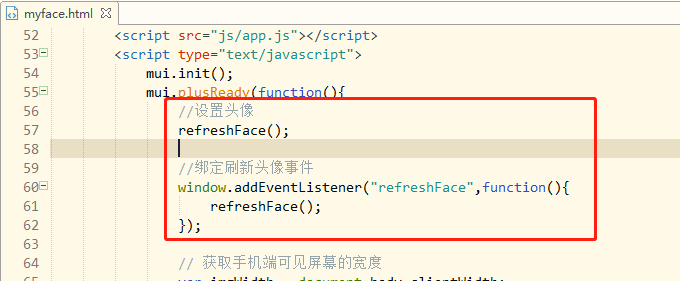 myface.html
52 <script src="js/app.js"></script>
53 <script type="text/javascript">
54 mui.init();
55 mui.plusReady(function(){
56 //设置头像
57 refreshFace();
58
59 //绑定刷新头像事件
60 window.addEventListener("refreshFace",function(){
61 refreshFace();
62 });
63
64 // 获取手机端可见屏幕的宽度